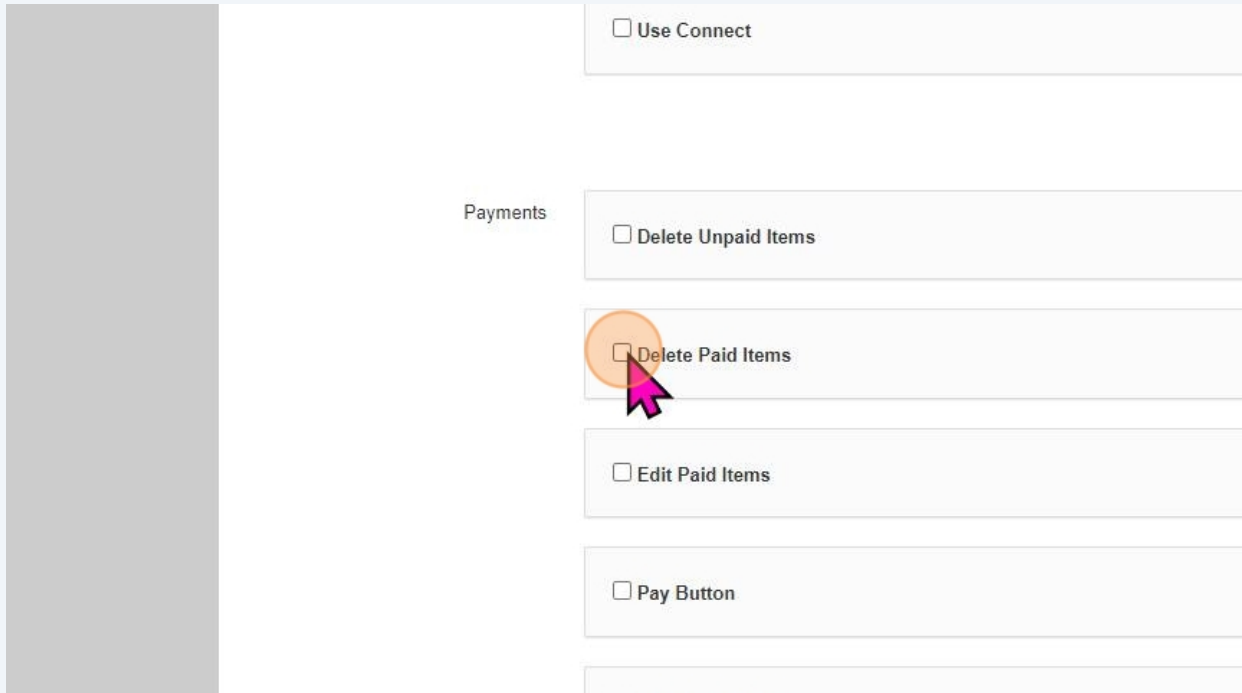 Use Connect
Payments
Delete Unpaid Items
Delete Paid Items
Edit Paid Items
Pay Button